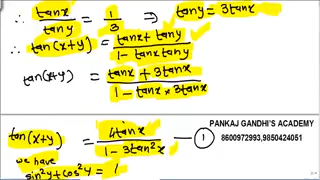 ∴ tanx/tany = 1/3 ⇒ tany = 3tanx
∴ tan(x+y) = (tanx + tany)/(1 - tanx tany)
tan(x+y) = (tanx + 3tanx)/(1 - tanx × 3tanx)
PANKAJ GANDHI'S ACADEMY
8600972993,9850424051
tan(x+y) = 4tanx/(1 - 3tan²x) — ①
we have
sin²y + cos²y = 1